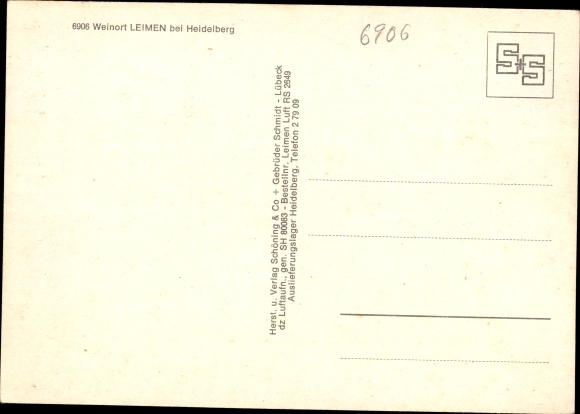 6906 Weinort LEIMEN bei Heidelberg
6906
S+S
Herst. u. Verlag Schöning & Co + Gebrüder Schmidt - Lübeck
dz Luftaufn., gen. SH 80083 - Bestellnr. Leimen Luft RS 2649
Auslieferungslager Heidelberg, Telefon 2 79 09